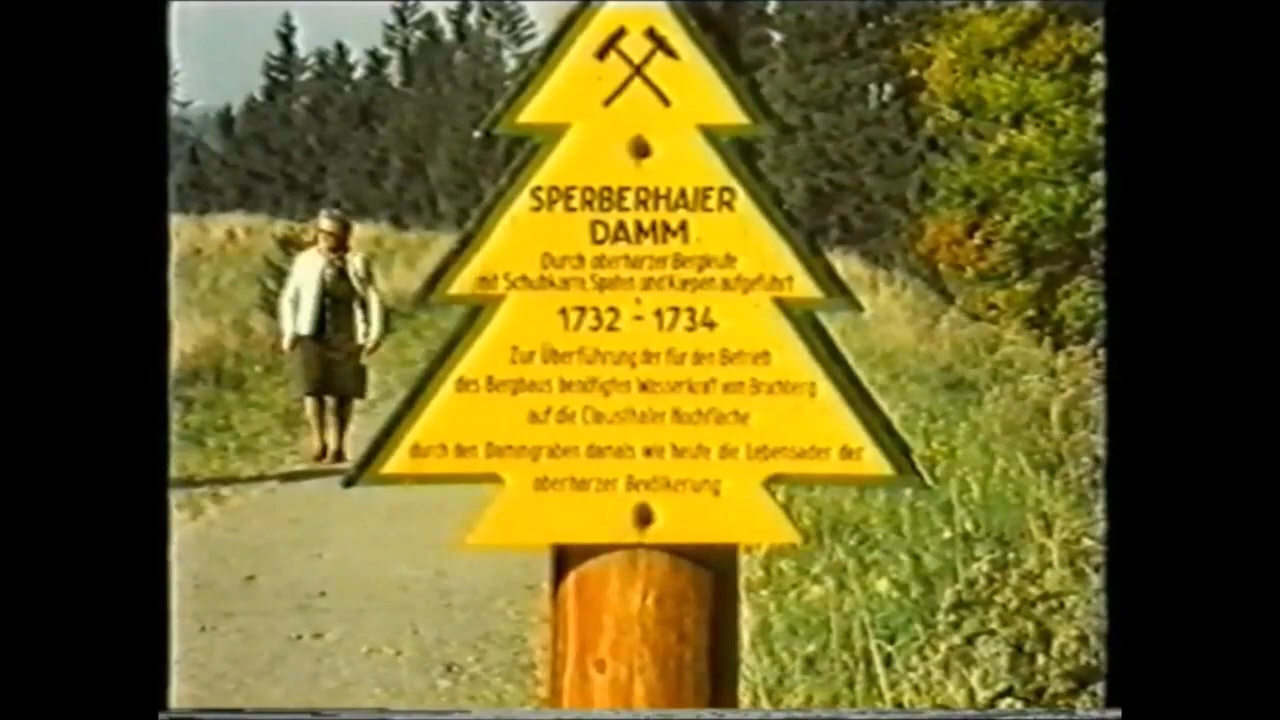 SPERBERHAIER
DAMM
Durch oberharzer Bergleute
mit Schubkarre, Spaten und Karren aufgeführt
1732 - 1734
Zur Überführung der für den Betrieb
des Bergbaus benötigten Wasserkraft vom Bruchberg
auf die Clausthaler Hochfläche
durch den Dammgraben damals wie heute die Lebensader der
oberharzer Bevölkerung